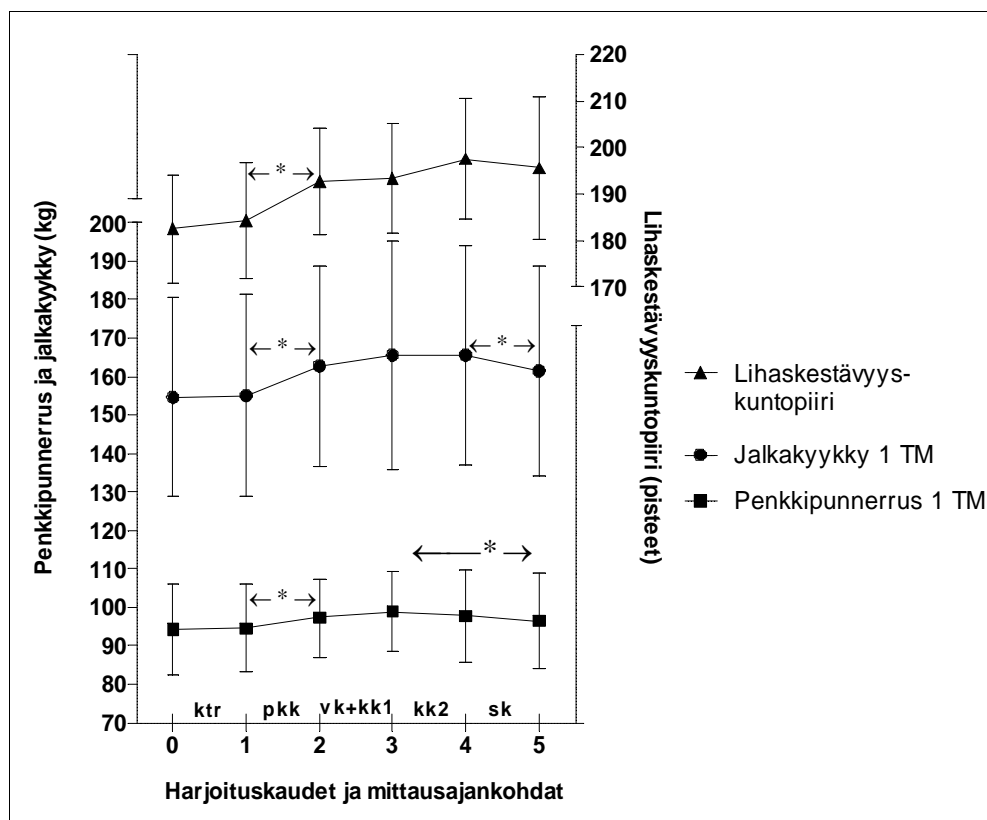 220
210
200
190
180
170
200
190
180
170
160
150
140
130
120
110
100
90
80
70
Penkkipunnerrus ja jalkakyykky (kg)
Lihaskestävyyskuntopiiri (pisteet)
*
*
*
*
*
Lihaskestävyys-
kuntopiiri
Jalkakyykky 1 TM
Penkkipunnerrus 1 TM
ktr pkk vk+kk1 kk2 sk
0 1 2 3 4 5
Harjoituskaudet ja mittausajankohdat